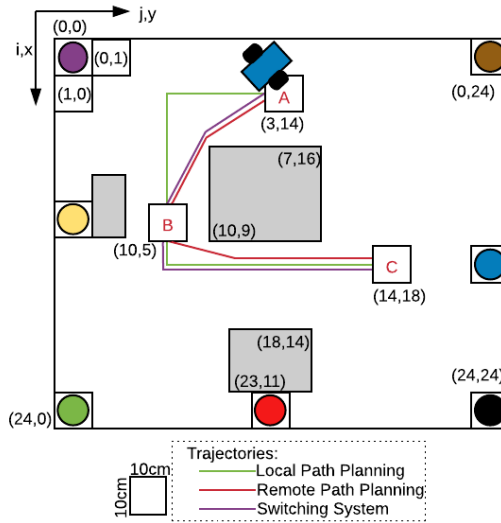 j,y
(0,0)
i,x
(0,1)
(1,0)
A
(0,24)
(3,14)
(7,16)
B
(10,9)
(10,5)
C
(14,18)
(18,14)
(23,11)
(24,24)
(24,0)
Trajectories:
10cm
10cm
Local Path Planning
Remote Path Planning
Switching System